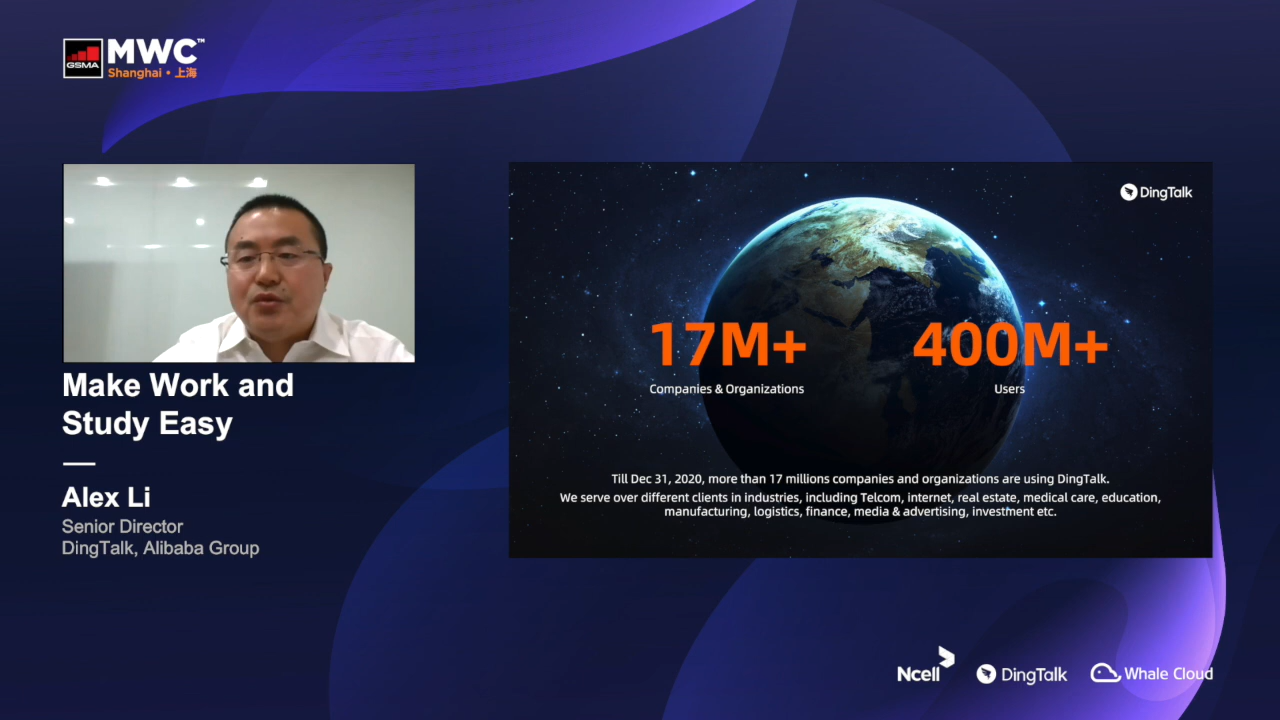 GSMA
MWC™
Shanghai • 上海
DingTalk
17M+
400M+
Companies & Organizations
Users
Till Dec 31, 2020, more than 17 millions companies and organizations are using DingTalk.
We serve over different clients in industries, including Telcom, internet, real estate, medical care, education,
manufacturing, logistics, finance, media & advertising, investment etc.
Make Work and
Study Easy
Alex Li
Senior Director
DingTalk, Alibaba Group
Ncell
DingTalk
Whale Cloud